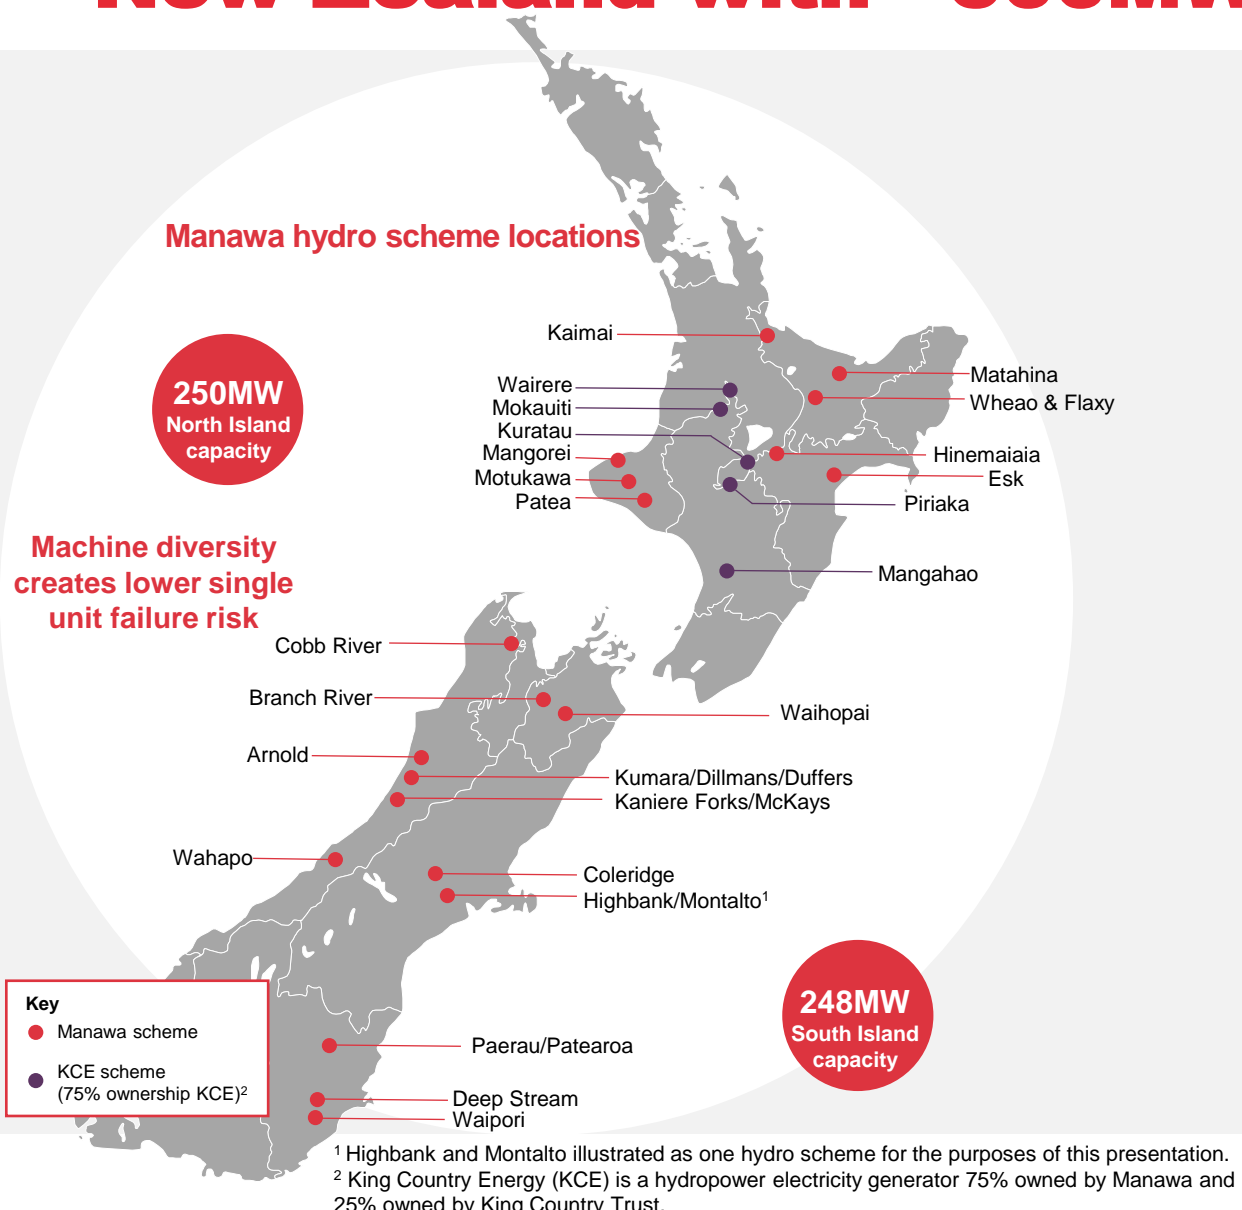 New Zealand with
Manawa hydro scheme locations
Kaimai
250MW
North Island
capacity
Wairere
Mokauiti
Kuratau
Mangorei
Motukawa
Patea
Matahina
Wheao & Flaxy
Hinemaiaia
Esk
Piriaka
Mangahao
Machine diversity
creates lower single
unit failure risk
Cobb River
Branch River
Waihopai
Arnold
Kumara/Dillmans/Duffers
Kaniere Forks/McKays
Wahapo
Coleridge
Highbank/Montalto¹
248MW
South Island
capacity
Key
Manawa scheme
KCE scheme
(75% ownership KCE)²
Paerau/Patearoa
Deep Stream
Waipori
¹ Highbank and Montalto illustrated as one hydro scheme for the purposes of this presentation.
² King Country Energy (KCE) is a hydropower electricity generator 75% owned by Manawa and
25% owned by King Country Trust.